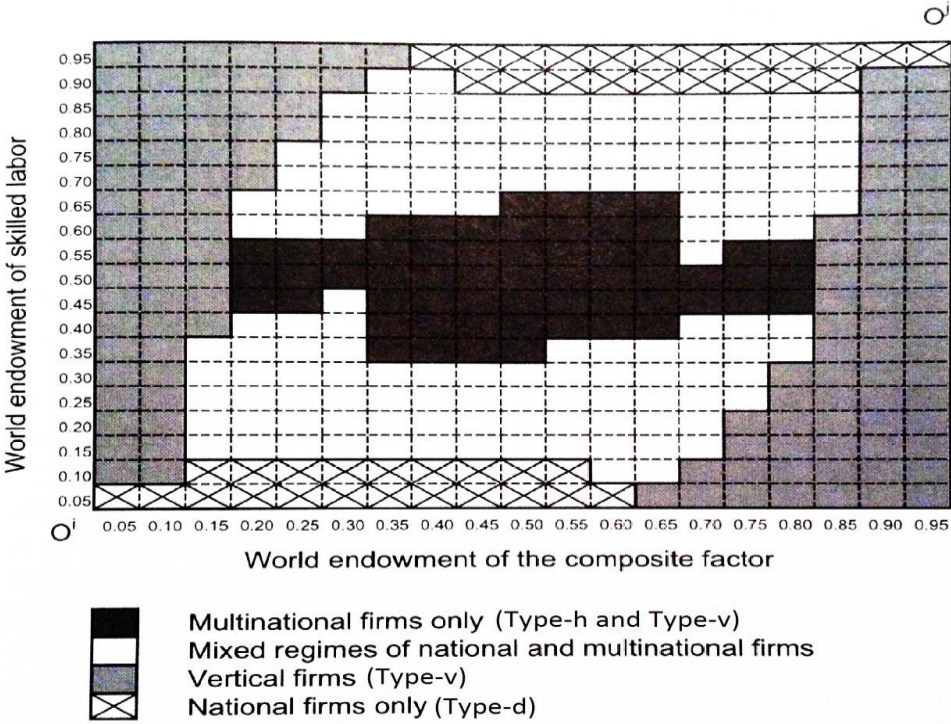 Oʲ
0.95
0.90
0.85
0.80
0.75
0.70
0.65
0.60
0.55
0.50
0.45
0.40
0.35
0.30
0.25
0.20
0.15
0.10
0.05
World endowment of skilled labor
Oⁱ
0.05 0.10 0.15 0.20 0.25 0.30 0.35 0.40 0.45 0.50 0.55 0.60 0.65 0.70 0.75 0.80 0.85 0.90 0.95
World endowment of the composite factor
Multinational firms only (Type-h and Type-v)
Mixed regimes of national and multinational firms
Vertical firms (Type-v)
National firms only (Type-d)